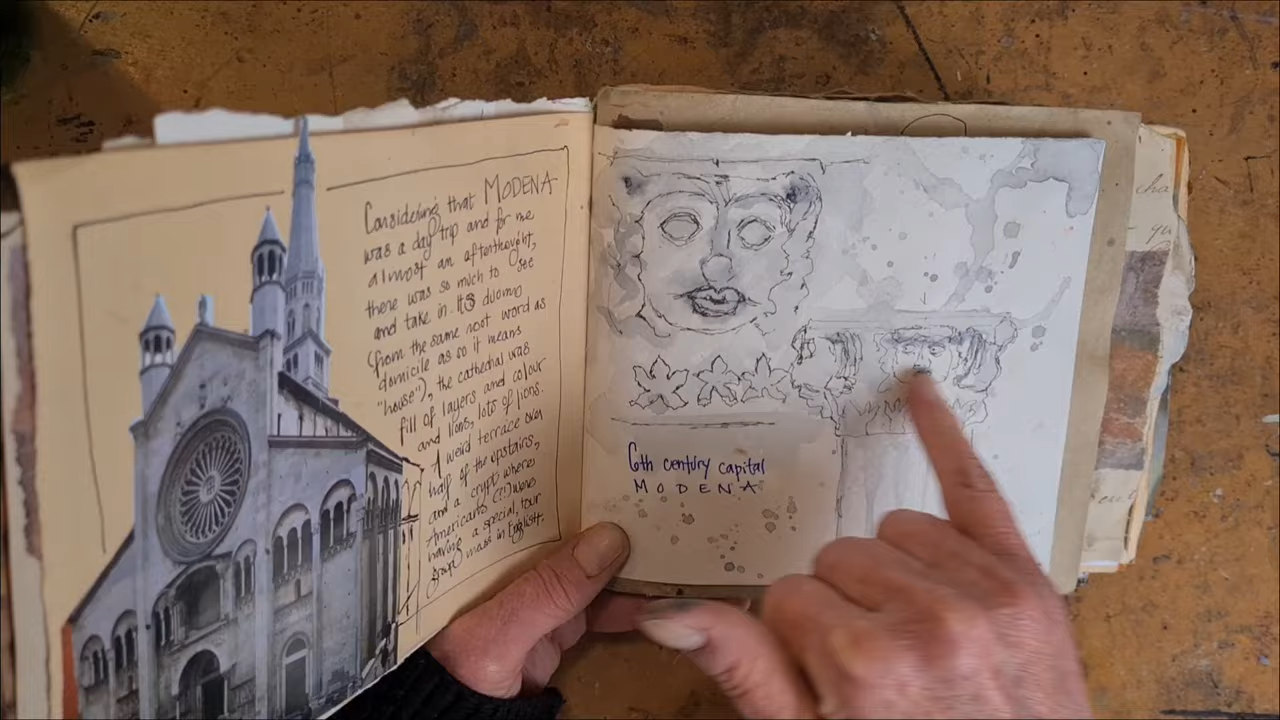 Considering that MODENA
was a day trip and for me
almost an afterthought,
there was so much to see
and take in. It's duomo
(from the same root word as
domicile as so it means
"house"), the cathedral was
full of layers and colour
and lions, lots of lions.
A weird terrace over
half of the upstairs,
and a crypt where
Americans (?!) were
having a special, tour
group mass in English.
6th century capital
MODENA
cha